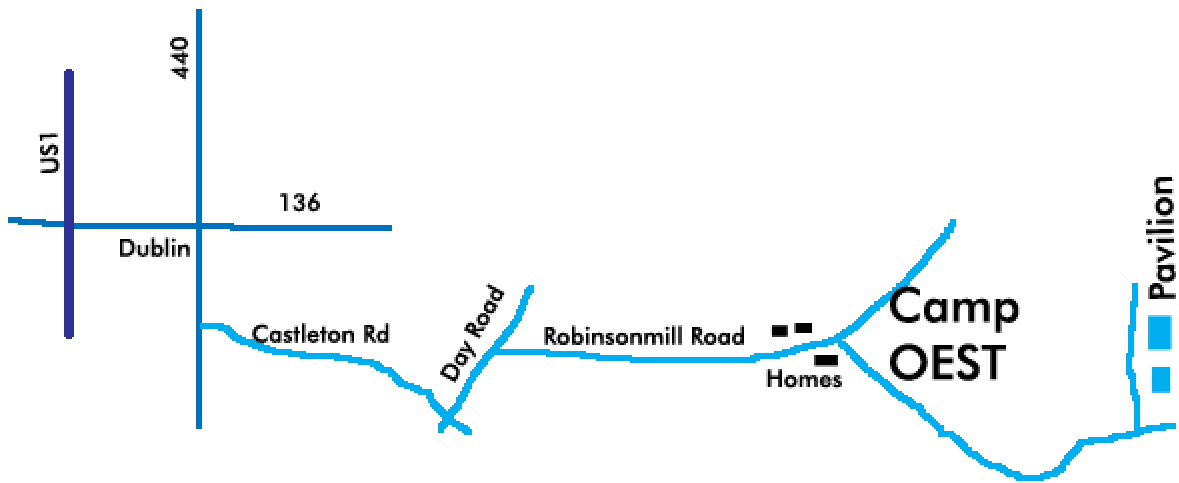 440
US1
136
Dublin
Pavilion
Castleton Rd
Day Road
Robinsonmill Road
Camp
OEST
Homes